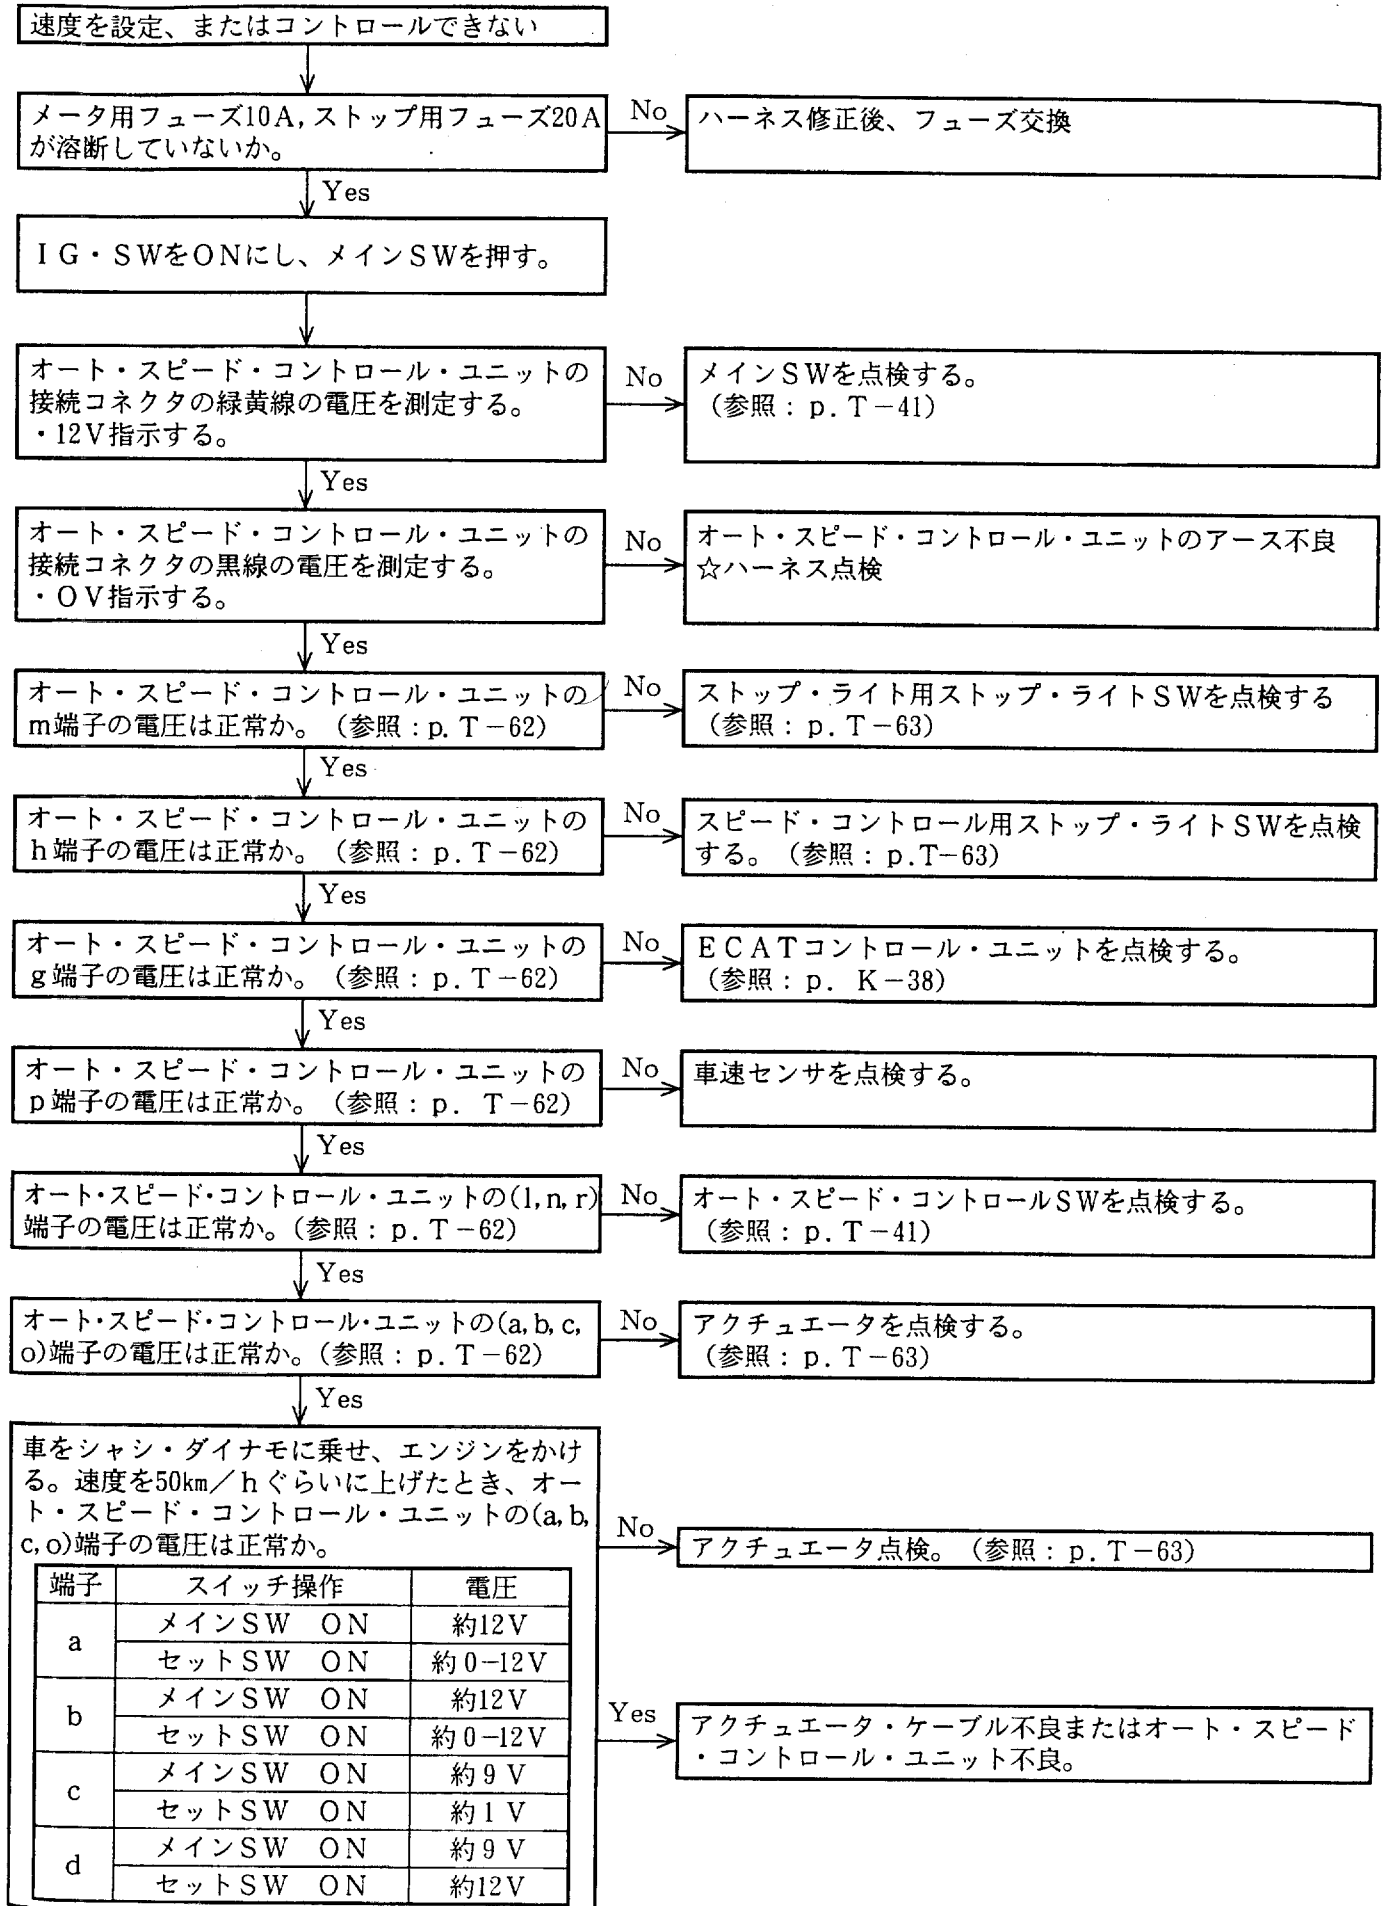 速度を設定、またはコントロールできない
メータ用フューズ10A,ストップ用フューズ20A
が溶断していないか。
No
ハーネス修正後、フューズ交換
Yes
IG・SWをONにし、メインSWを押す。
オート・スピード・コントロール・ユニットの
接続コネクタの緑黄線の電圧を測定する。
・12V指示する。
No
メインSWを点検する。
(参照：p.T-41)
Yes
オート・スピード・コントロール・ユニットの
接続コネクタの黒線の電圧を測定する。
・OV指示する。
No
オート・スピード・コントロール・ユニットのアース不良
☆ハーネス点検
Yes
オート・スピード・コントロール・ユニットの
m端子の電圧は正常か。(参照：p.T-62)
No
ストップ・ライト用ストップ・ライトSWを点検する
(参照：p.T-63)
Yes
オート・スピード・コントロール・ユニットの
h端子の電圧は正常か。(参照：p.T-62)
No
スピード・コントロール用ストップ・ライトSWを点検
する。(参照：p.T-63)
Yes
オート・スピード・コントロール・ユニットの
g端子の電圧は正常か。(参照：p.T-62)
No
ECATコントロール・ユニットを点検する。
(参照：p. K-38)
Yes
オート・スピード・コントロール・ユニットの
p端子の電圧は正常か。(参照：p. T-62)
No
車速センサを点検する。
Yes
オート・スピード・コントロール・ユニットの(l,n,r)
端子の電圧は正常か。(参照：p.T-62)
No
オート・スピード・コントロールSWを点検する。
(参照：p.T-41)
Yes
オート・スピード・コントロール・ユニットの(a,b,c,
o)端子の電圧は正常か。(参照：p.T-62)
No
アクチュエータを点検する。
(参照：p.T-63)
Yes
車をシャシ・ダイナモに乗せ、エンジンをかけ
る。速度を50km／hぐらいに上げたとき、オー
ト・スピード・コントロール・ユニットの(a,b,
c,o)端子の電圧は正常か。
No
アクチュエータ点検。(参照：p.T-63)
端子 スイッチ操作 電圧
a メインSW ON 約12V
セットSW ON 約0-12V
b メインSW ON 約12V
セットSW ON 約0-12V
c メインSW ON 約9V
セットSW ON 約1V
d メインSW ON 約9V
セットSW ON 約12V
Yes
アクチュエータ・ケーブル不良またはオート・スピード
・コントロール・ユニット不良。